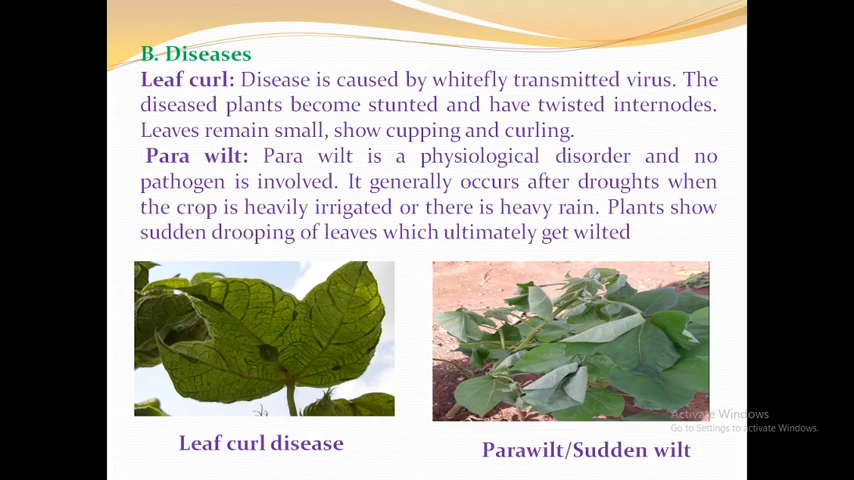 B. Diseases
Leaf curl: Disease is caused by whitefly transmitted virus. The
diseased plants become stunted and have twisted internodes.
Leaves remain small, show cupping and curling.
Para wilt: Para wilt is a physiological disorder and no
pathogen is involved. It generally occurs after droughts when
the crop is heavily irrigated or there is heavy rain. Plants show
sudden drooping of leaves which ultimately get wilted
Activate Windows
Go to Settings to activate Windows.
Leaf curl disease
Parawilt/Sudden wilt